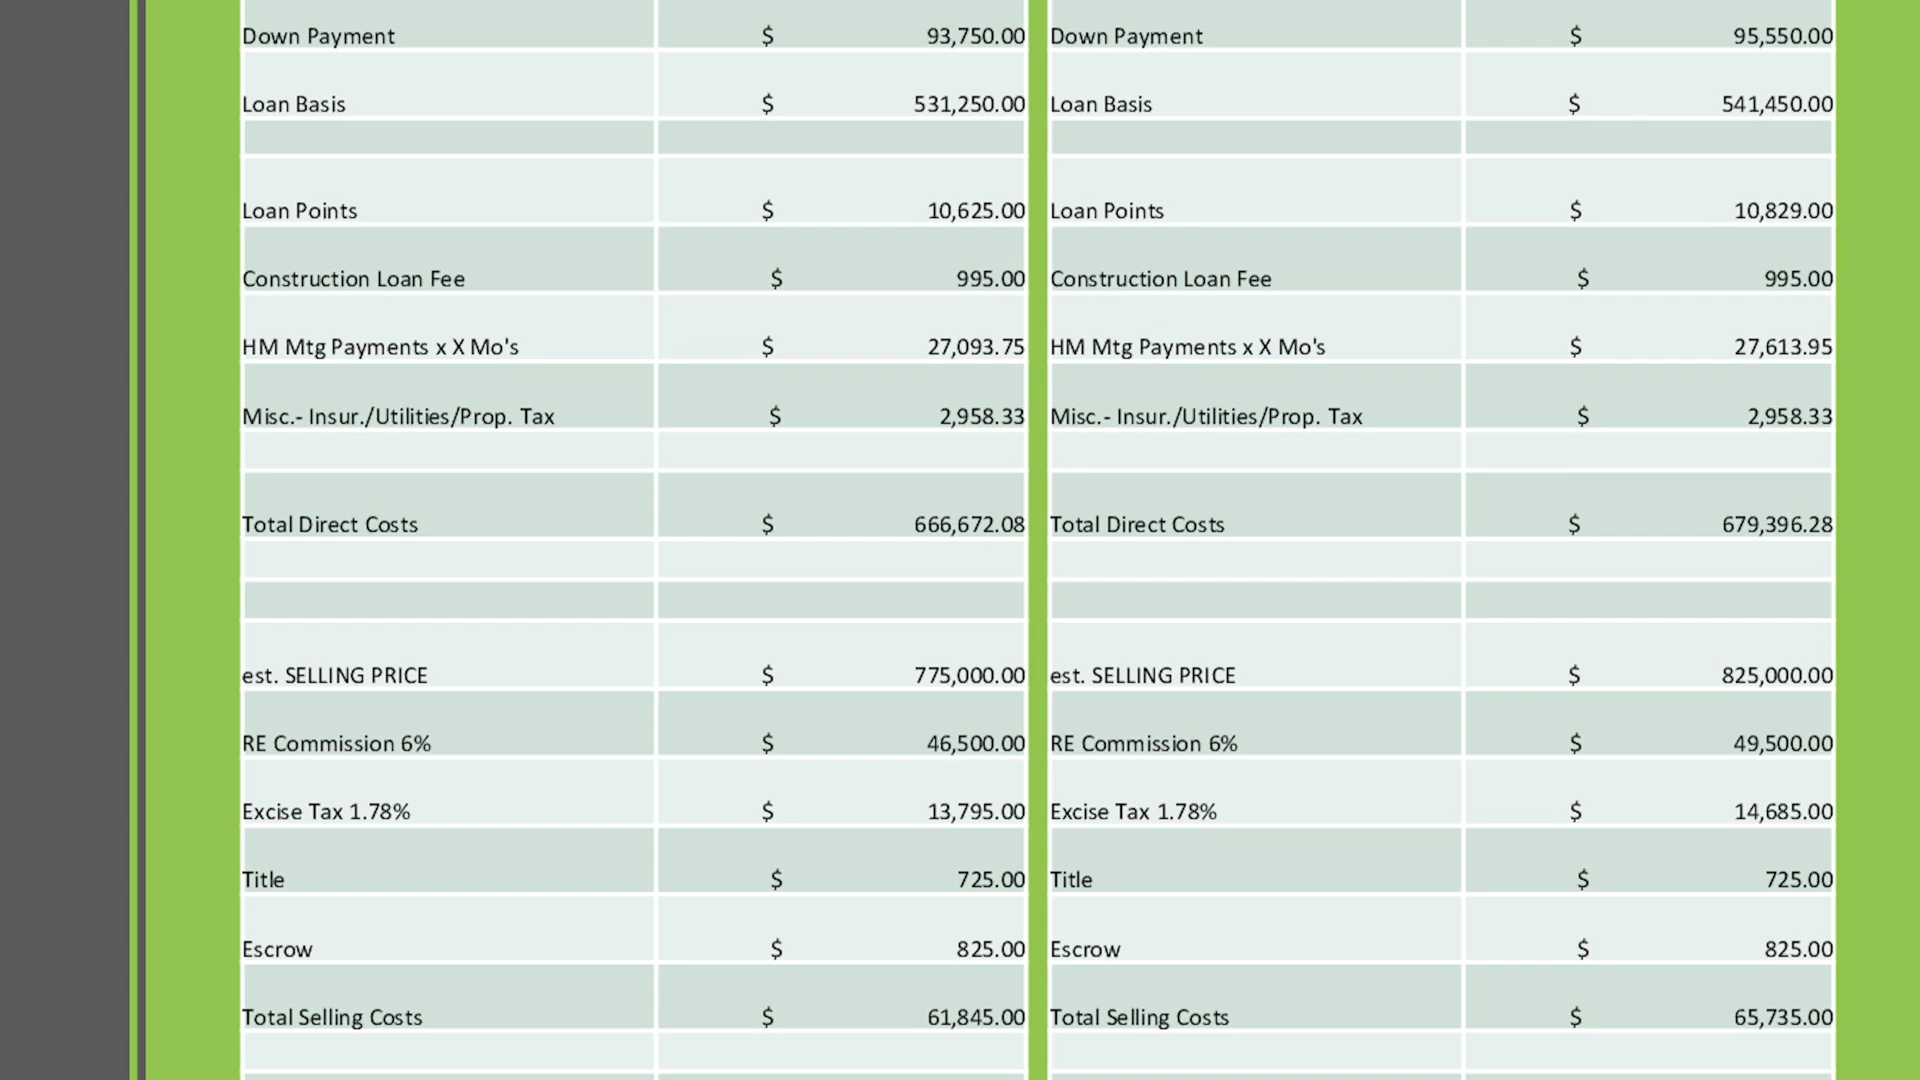 Down Payment $ 93,750.00 Down Payment $ 95,550.00
Loan Basis $ 531,250.00 Loan Basis $ 541,450.00
Loan Points $ 10,625.00 Loan Points $ 10,829.00
Construction Loan Fee $ 995.00 Construction Loan Fee $ 995.00
HM Mtg Payments x X Mo's $ 27,093.75 HM Mtg Payments x X Mo's $ 27,613.95
Misc.- Insur./Utilities/Prop. Tax $ 2,958.33 Misc.- Insur./Utilities/Prop. Tax $ 2,958.33
Total Direct Costs $ 666,672.08 Total Direct Costs $ 679,396.28
est. SELLING PRICE $ 775,000.00 est. SELLING PRICE $ 825,000.00
RE Commission 6% $ 46,500.00 RE Commission 6% $ 49,500.00
Excise Tax 1.78% $ 13,795.00 Excise Tax 1.78% $ 14,685.00
Title $ 725.00 Title $ 725.00
Escrow $ 825.00 Escrow $ 825.00
Total Selling Costs $ 61,845.00 Total Selling Costs $ 65,735.00